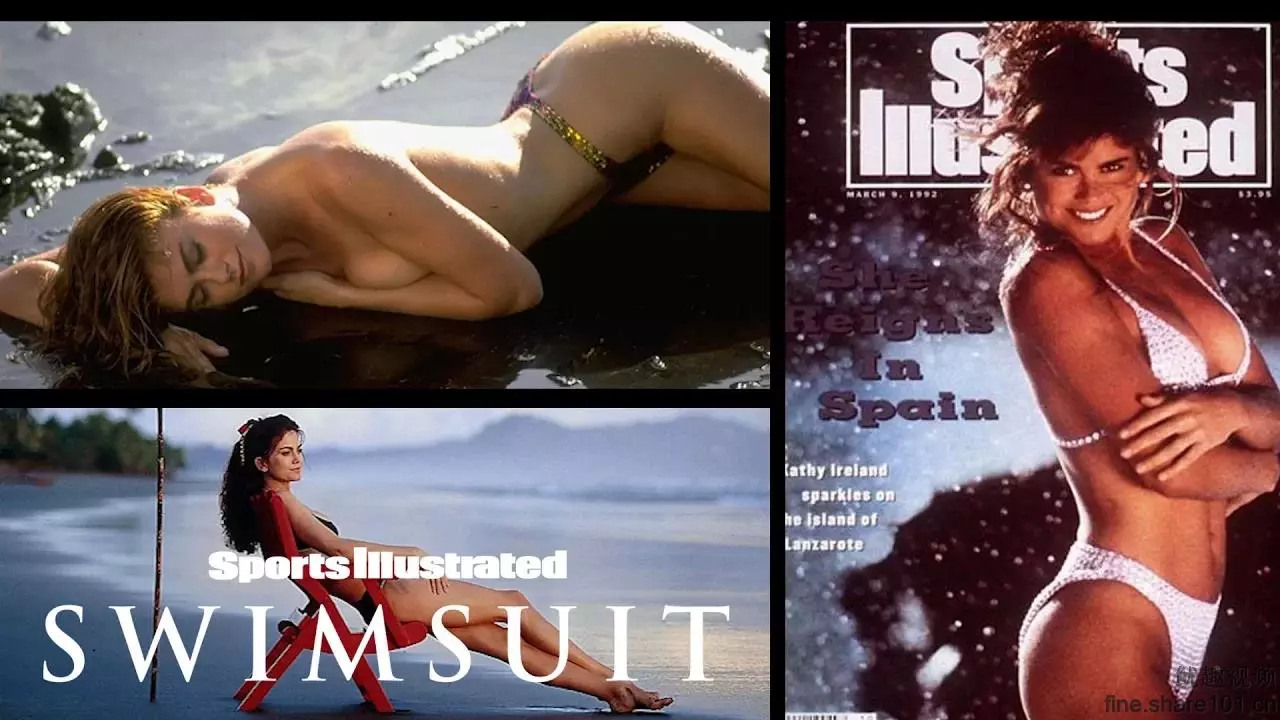 Sports
Illustrated
MARCH 9, 1992
$3.95
She
Reigns
In
Spain
Kathy Ireland
sparkles on
he island of
Lanzarote
Sports Illustrated
SWIMSUIT
fine.share101.cn